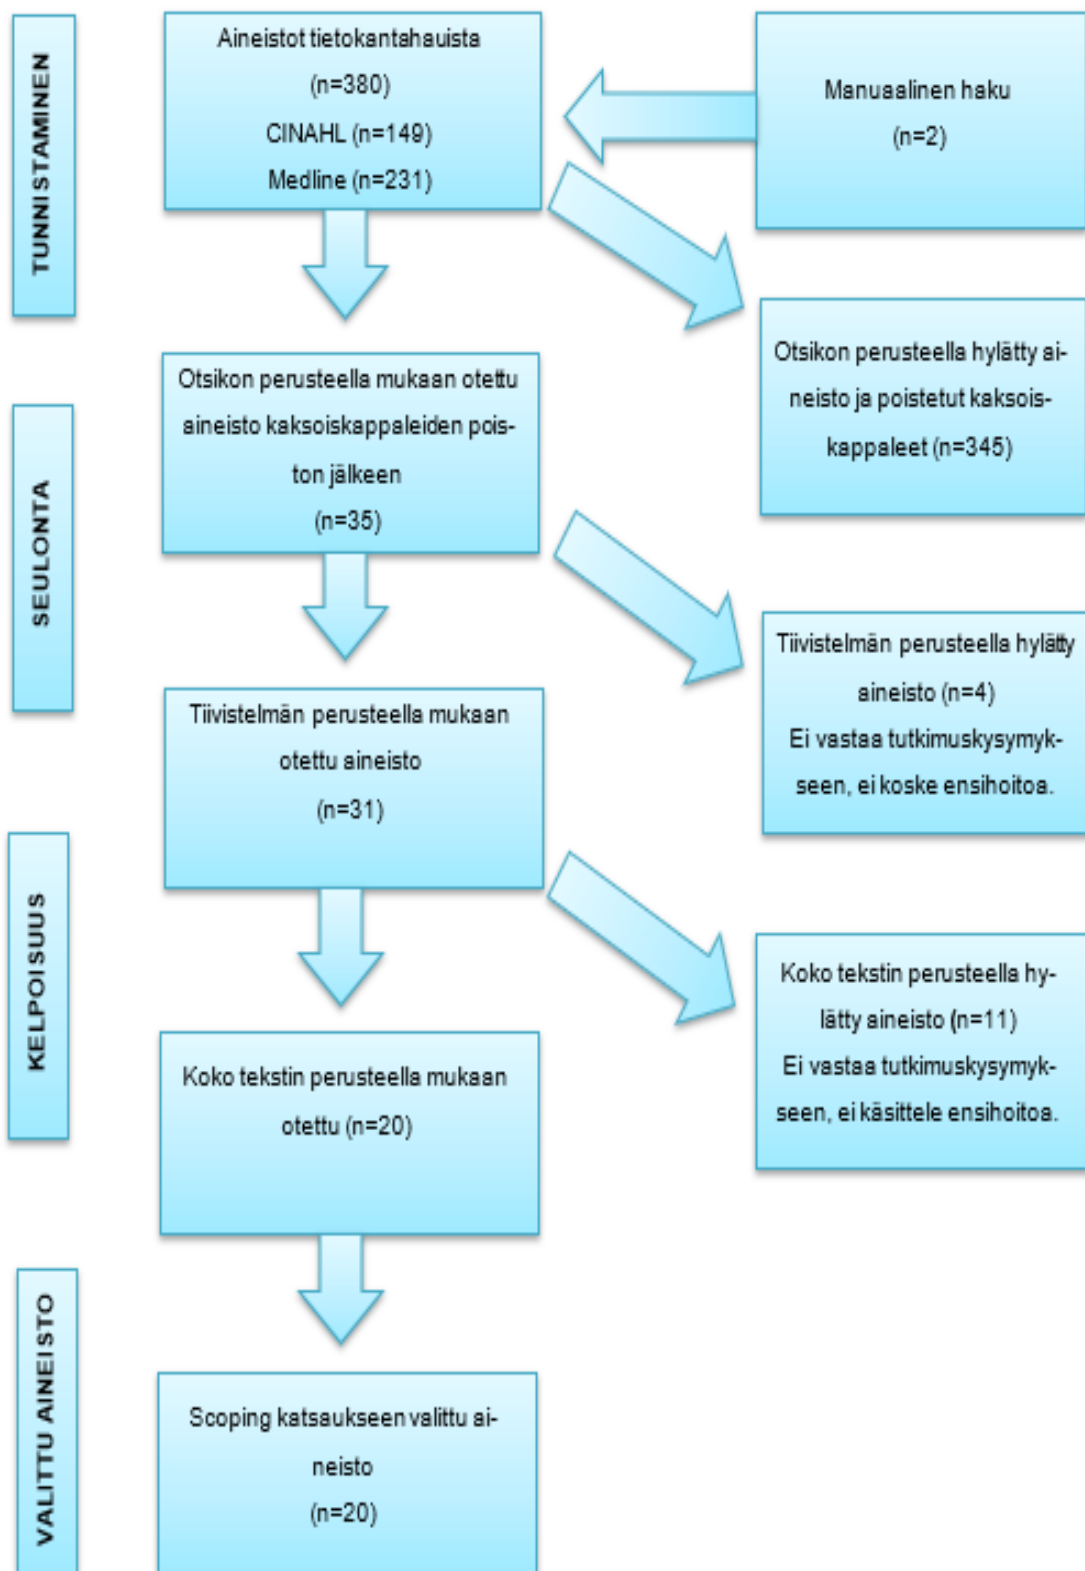 TUNNISTAMINEN
Aineistot tietokantahauista
(n=380)
CINAHL (n=149)
Medline (n=231)
Manuaalinen haku
(n=2)
Otsikon perusteella hylätty ai-
neisto ja poistetut kaksois-
kappaleet (n=345)
SEULONTA
Otsikon perusteella mukaan otettu
aineisto kaksoiskappaleiden pois-
ton jälkeen
(n=35)
Tiivistelmän perusteella hylätty
aineisto (n=4)
Ei vastaa tutkimuskysymyk-
seen, ei koske ensihoitoa.
Tiivistelmän perusteella mukaan
otettu aineisto
(n=31)
KELPOISUUS
Koko tekstin perusteella hy-
lätty aineisto (n=11)
Ei vastaa tutkimuskysymyk-
seen, ei käsittele ensihoitoa.
Koko tekstin perusteella mukaan
otettu (n=20)
VALITTU AINEISTO
Scoping katsaukseen valittu ai-
neisto
(n=20)